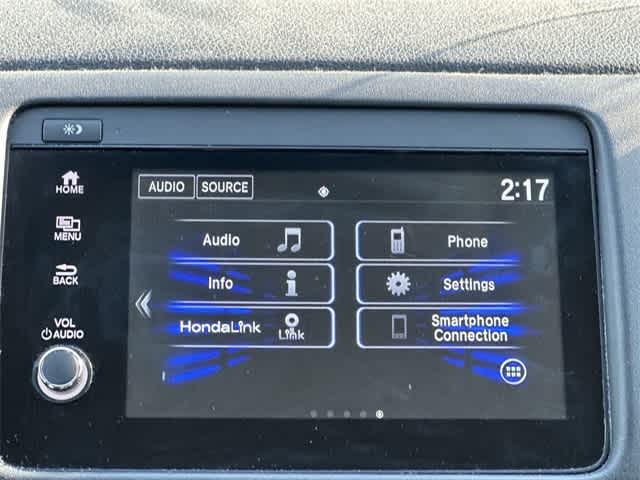 HOME
MENU
BACK
VOL
AUDIO
AUDIO SOURCE
2:17
Audio
Phone
Info
Settings
HondaLink
Link
Smartphone
Connection